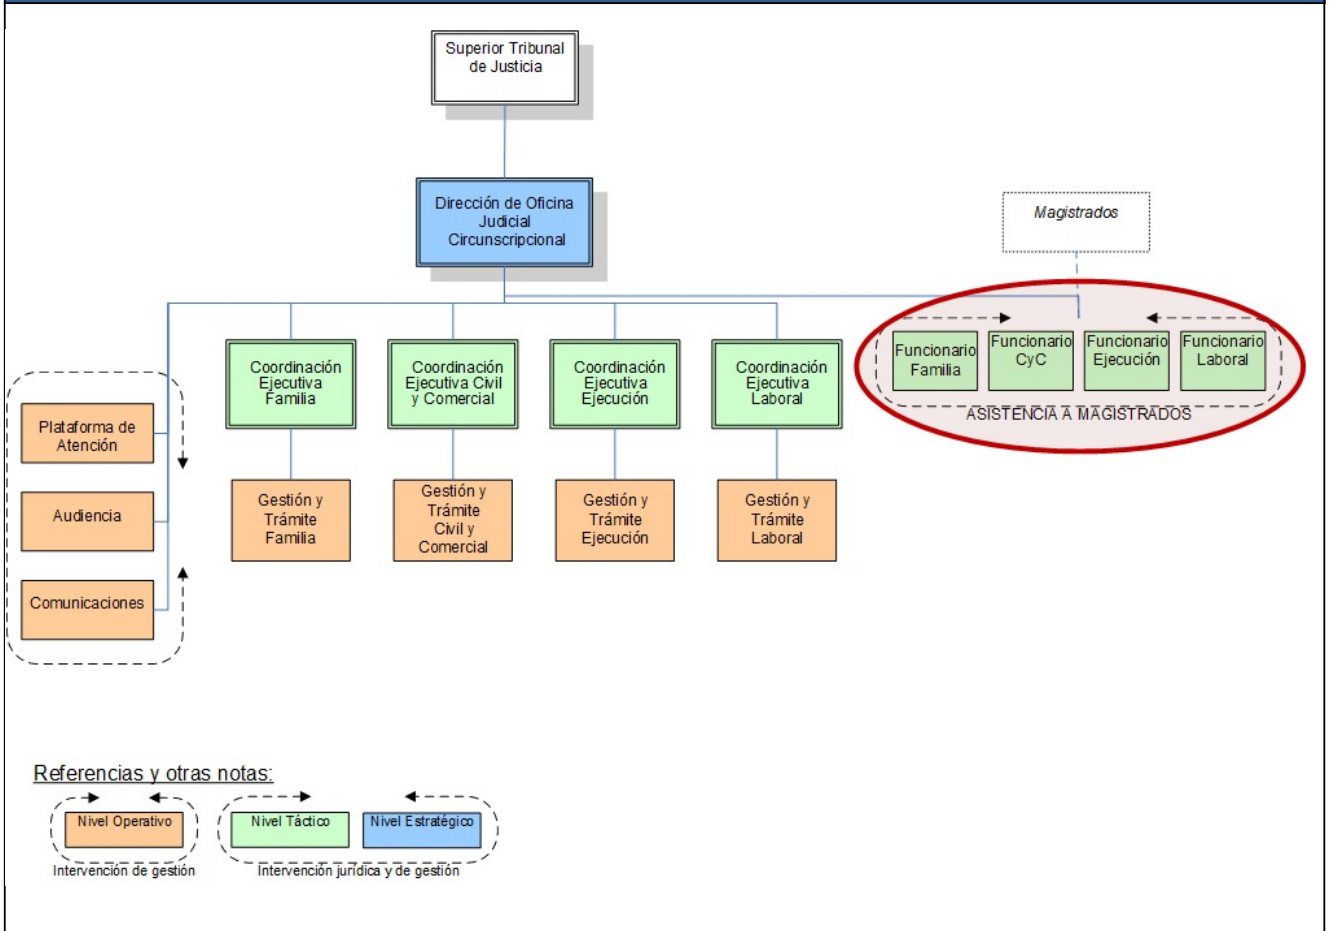 Superior Tribunal
de Justicia
Dirección de Oficina
Judicial
Circunscripcional
Magistrados
Funcionario
Familia
Funcionario
CyC
Funcionario
Ejecución
Funcionario
Laboral
ASISTENCIA A MAGISTRADOS
Coordinación
Ejecutiva
Familia
Coordinación
Ejecutiva Civil
y Comercial
Coordinación
Ejecutiva
Ejecución
Coordinación
Ejecutiva
Laboral
Plataforma de
Atención
Audiencia
Comunicaciones
Gestión y
Trámite
Familia
Gestión y
Trámite
Civil y
Comercial
Gestión y
Trámite
Ejecución
Gestión y
Trámite
Laboral
Referencias y otras notas:
Nivel Operativo
Nivel Táctico
Nivel Estratégico
Intervención de gestión
Intervención jurídica y de gestión